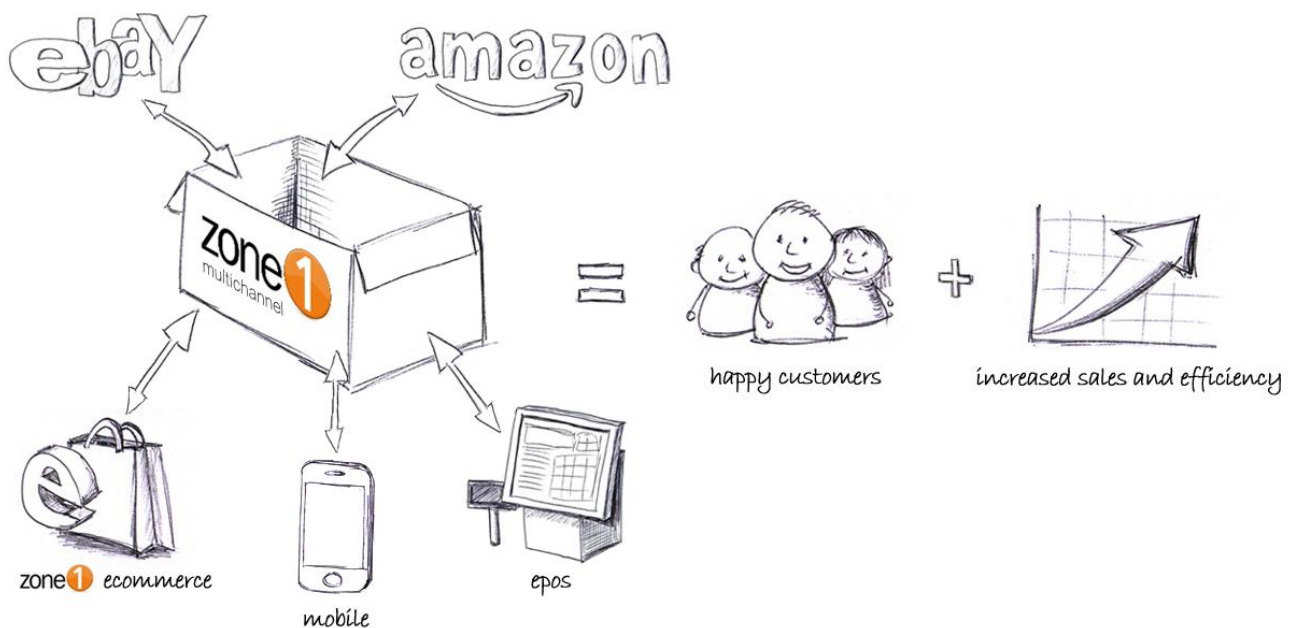 ebay
amazon
zone1
multichannel
=
+
happy customers
increased sales and efficiency
e
zone1 ecommerce
mobile
epos